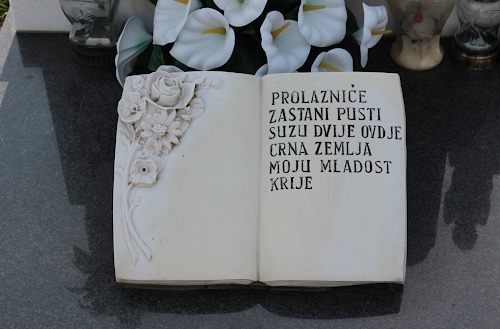 PROLAZNIČE
ZASTANI PUSTI
SUZU DVIJE OVDJE
CRNA ZEMLJA
MOJU MLADOST
KRIJE